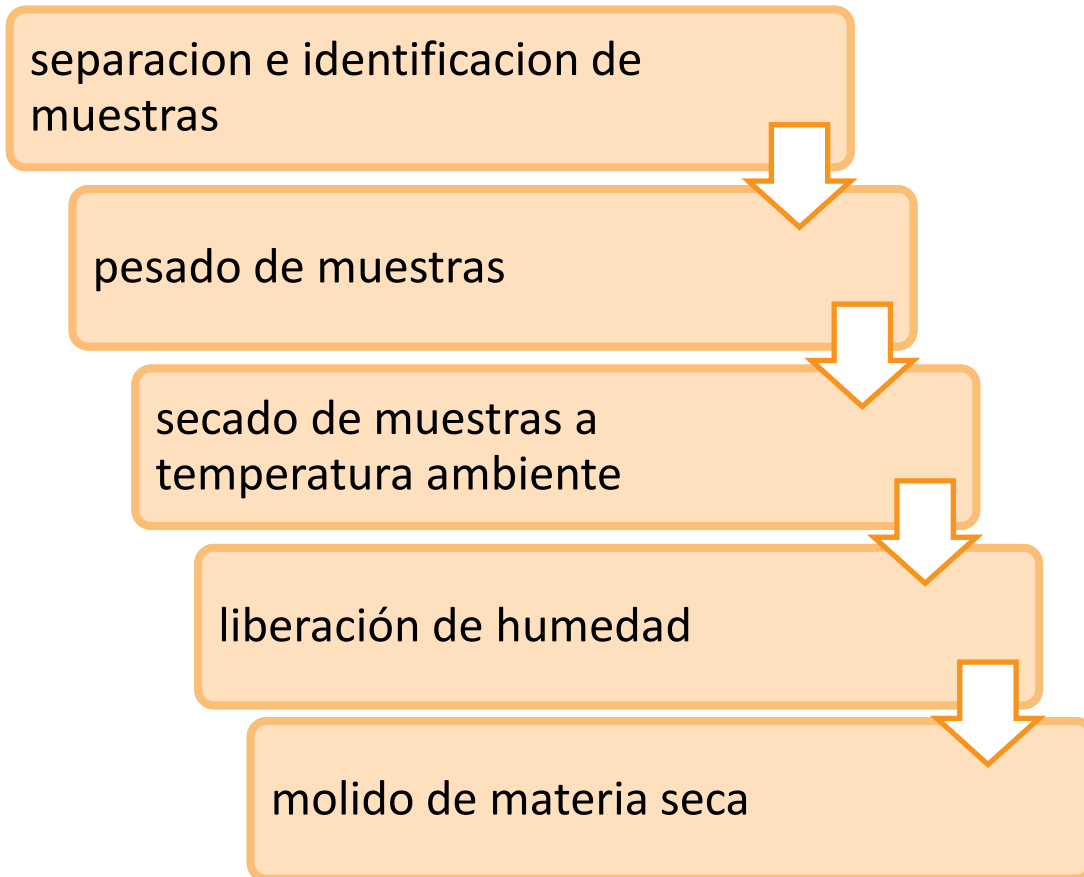 separacion e identificacion de
muestras
pesado de muestras
secado de muestras a
temperatura ambiente
liberación de humedad
molido de materia seca